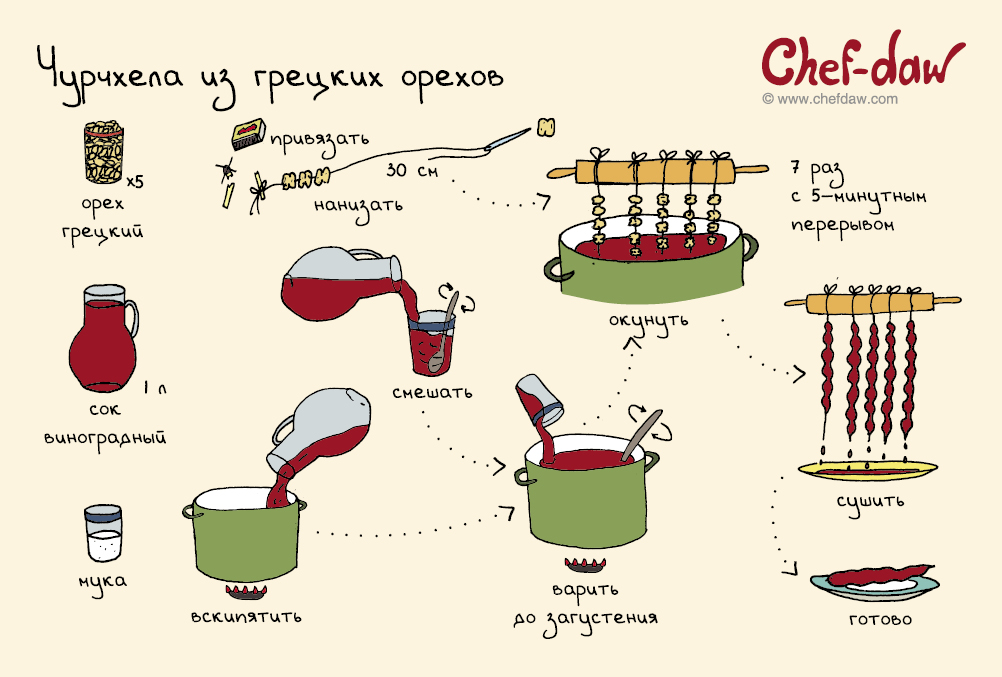 Чурчхела из грецких орехов
Chef-daw
© www.chefdaw.com
x5
орех
грецкий
привязать
30 см
нанизать
7 раз
с 5-минутным
перерывом
окунуть
1 л
сок
виноградный
смешать
мука
вскипятить
варить
до загустения
сушить
готово